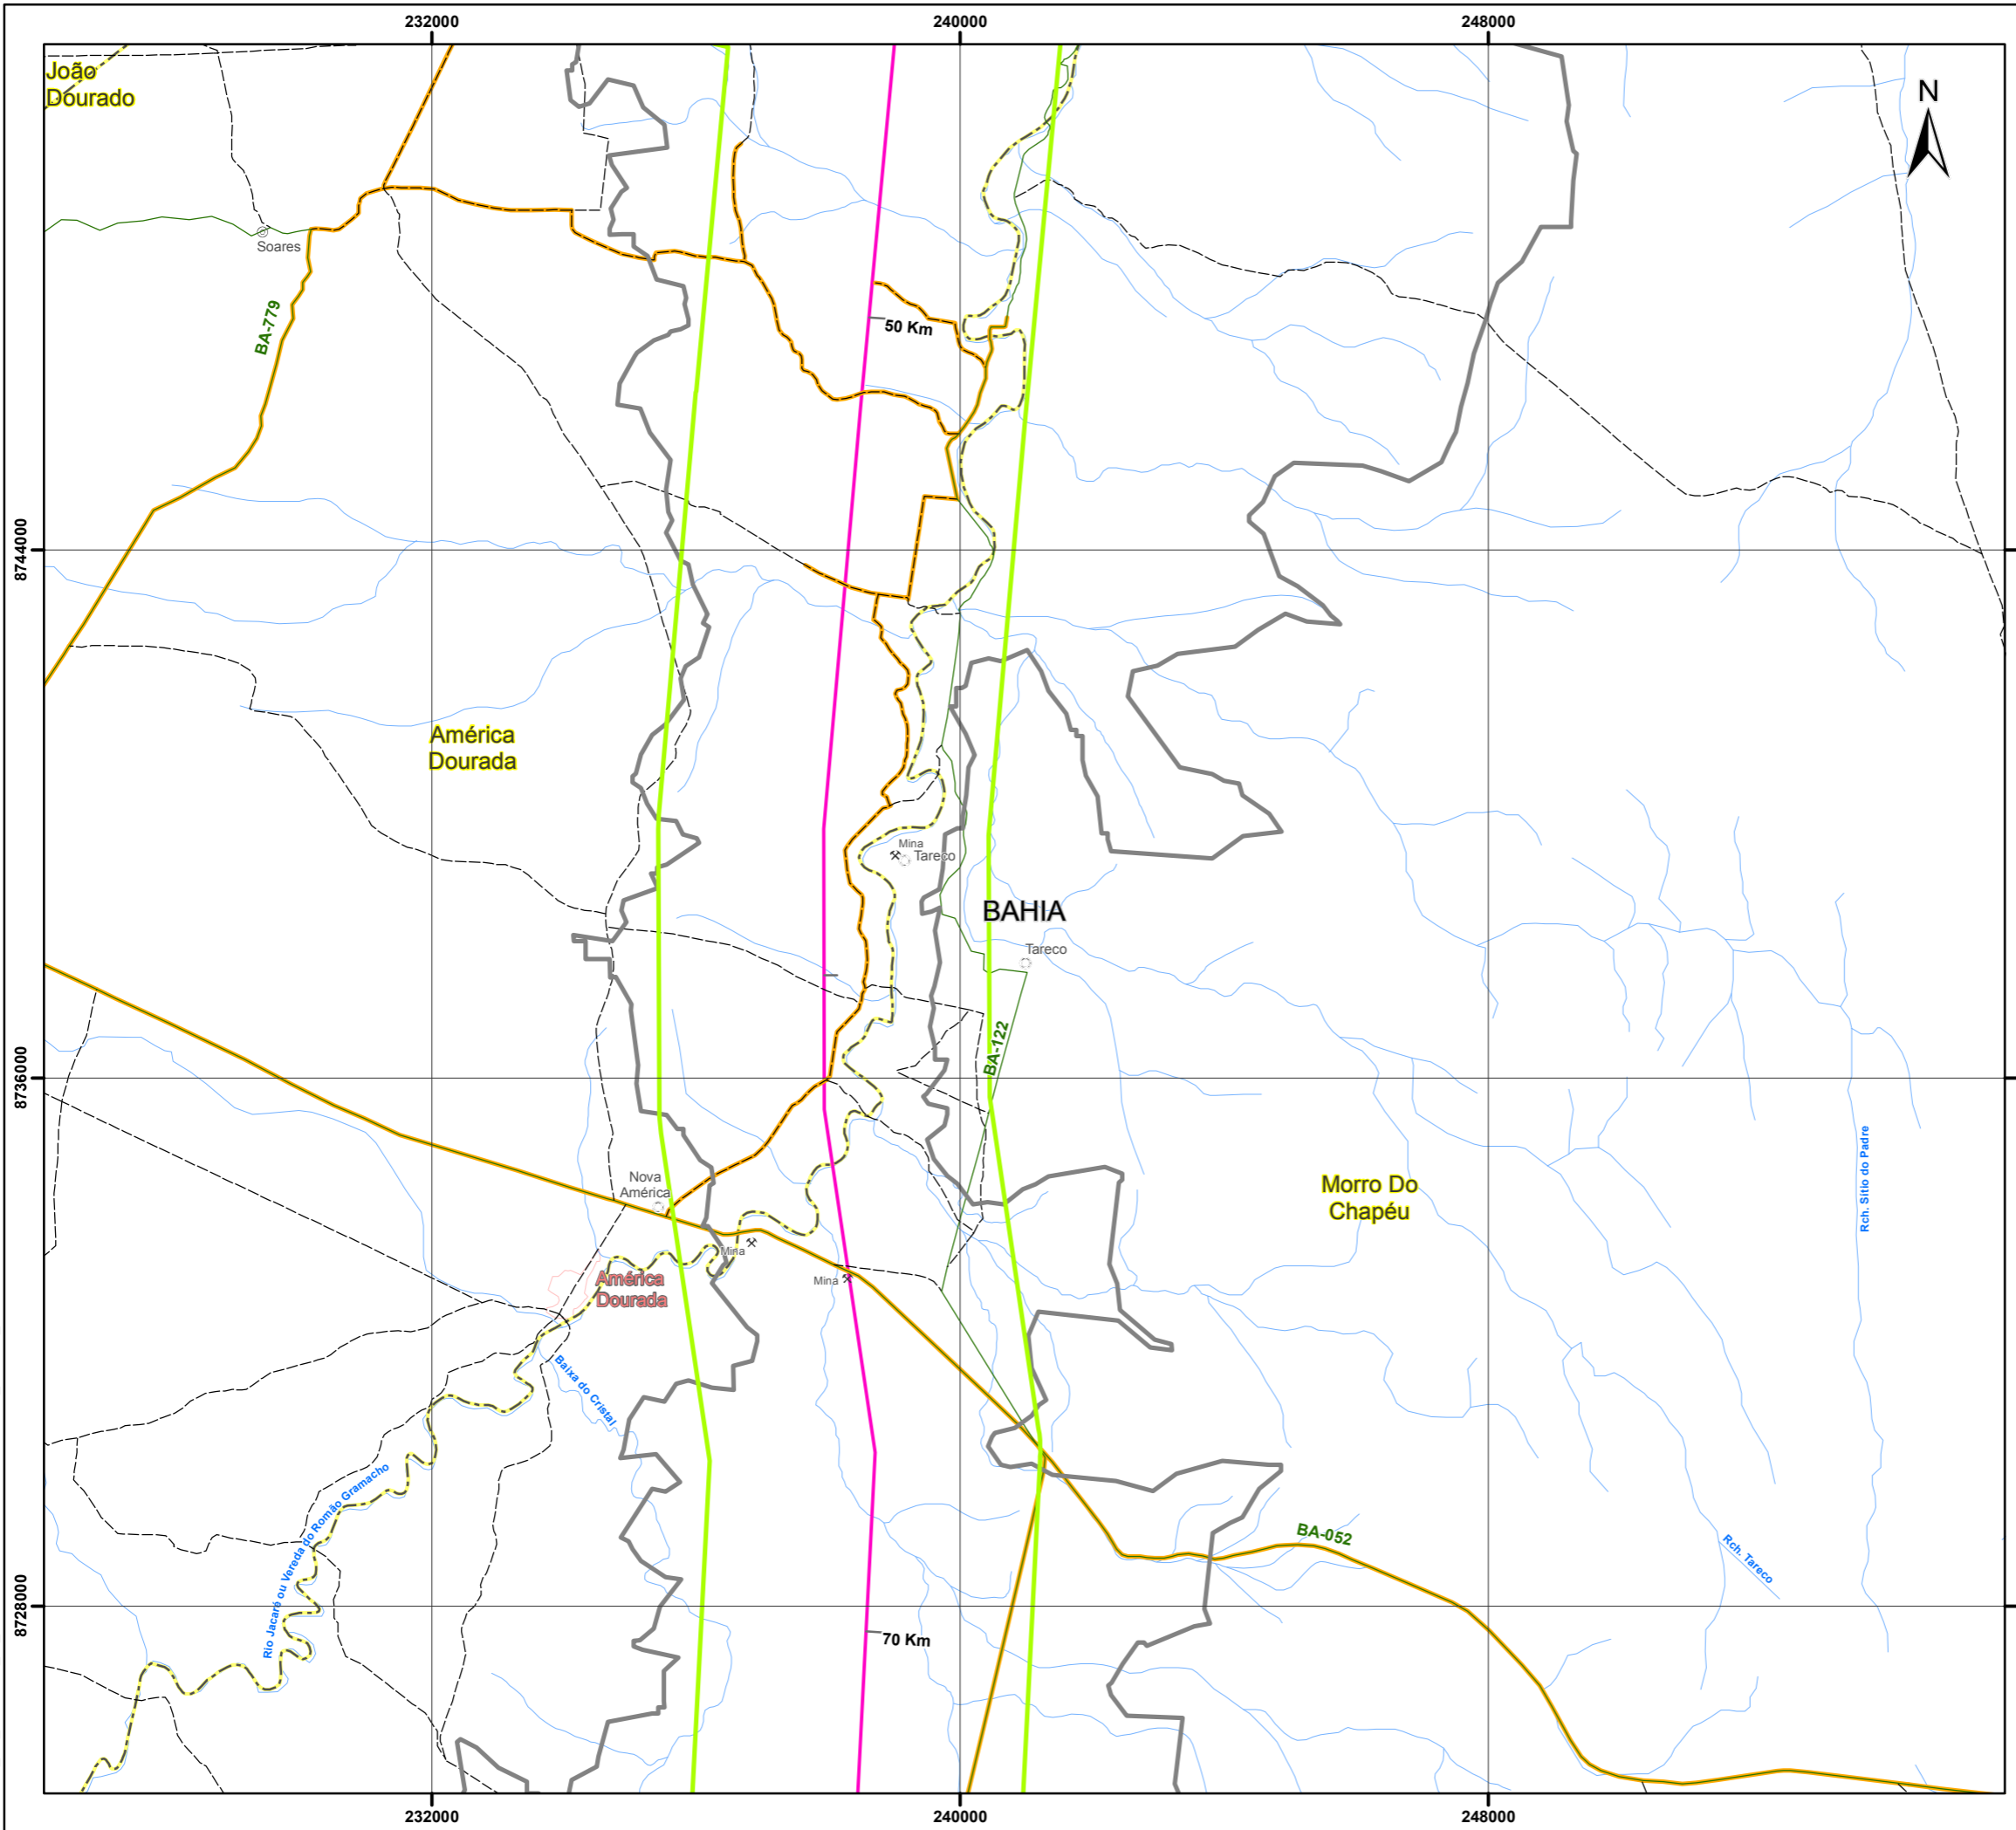 232000
240000
248000
João
Dourado
N
Soares
BA-779
50 Km
8744000
América
Dourada
Mina
Tareco
BAHIA
Tareco
BA-122
8736000
Nova
América
Morro Do
Chapéu
Rch. Sítio do Padre
Mina
Mina
América
Dourada
Baixa do Cristal
Rio Jacaré ou Vereda do Romão Gramacho
BA-052
Rch. Tareco
8728000
70 Km
232000
240000
248000